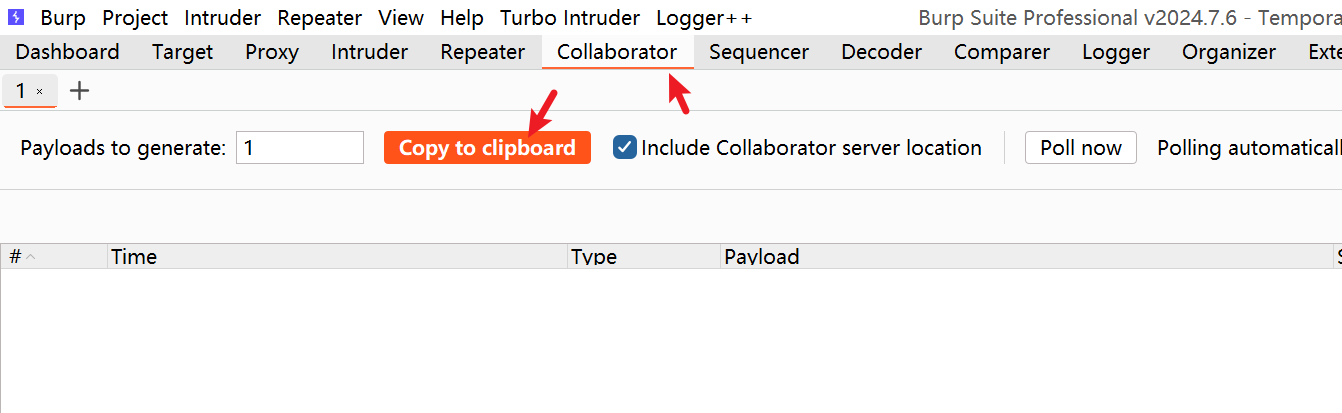 Burp Project Intruder Repeater View Help Turbo Intruder Logger++ Burp Suite Professional v2024.7.6 - Tempora
Dashboard Target Proxy Intruder Repeater Collaborator Sequencer Decoder Comparer Logger Organizer Exte
1 × +
Payloads to generate: 1 Copy to clipboard Include Collaborator server location Poll now Polling automaticall
# Time Type Payload